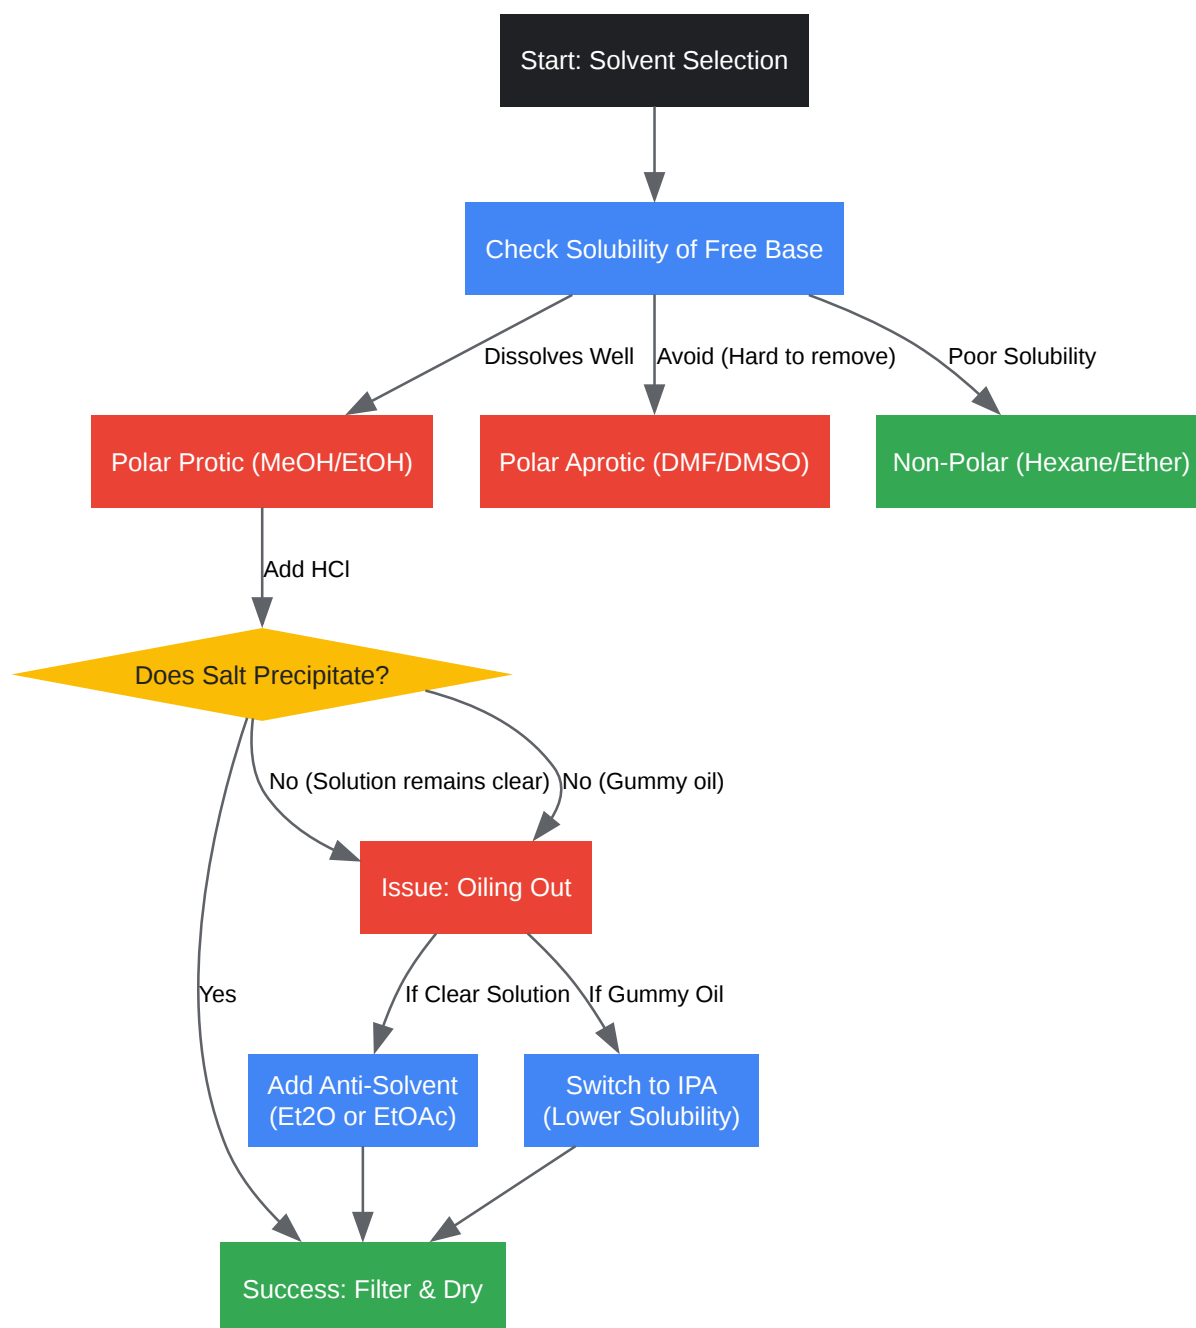 Start: Solvent Selection
Check Solubility of Free Base
Dissolves Well
Avoid (Hard to remove)
Poor Solubility
Polar Protic (MeOH/EtOH)
Polar Aprotic (DMF/DMSO)
Non-Polar (Hexane/Ether)
Add HCl
Does Salt Precipitate?
No (Solution remains clear)
No (Gummy oil)
Issue: Oiling Out
Yes
If Clear Solution
If Gummy Oil
Add Anti-Solvent
(Et2O or EtOAc)
Switch to IPA
(Lower Solubility)
Success: Filter & Dry